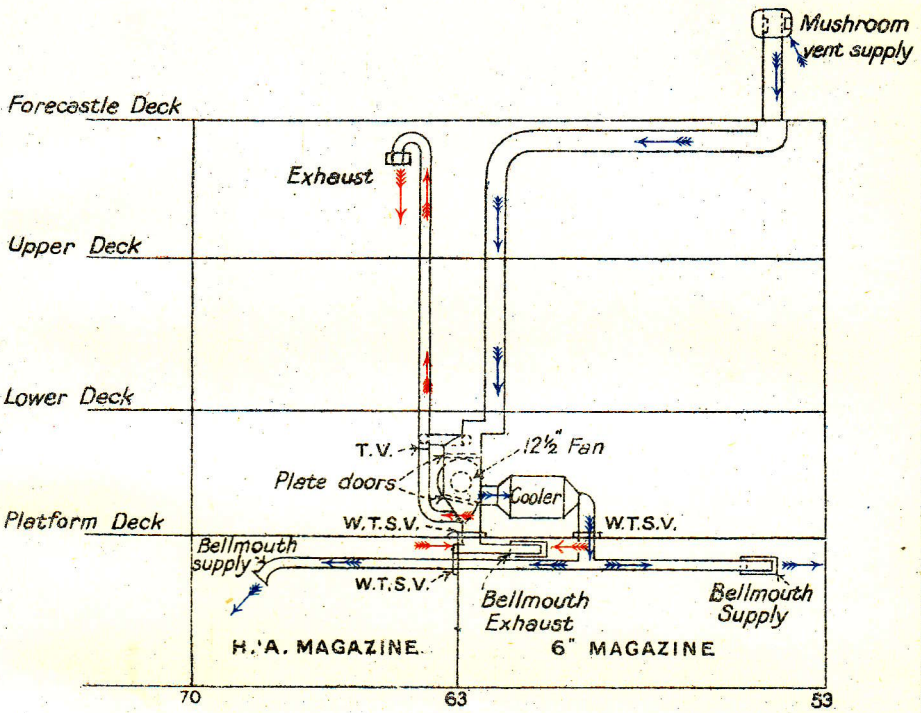 Mushroom
vent supply
Forecastle Deck
Exhaust
Upper Deck
Lower Deck
T.V.
12½" Fan
Plate doors
Cooler
Platform Deck
W.T.S.V.
W.T.S.V.
Bellmouth
supply
W.T.S.V.
Bellmouth
Exhaust
Bellmouth
Supply
H.'A. MAGAZINE.
6" MAGAZINE
70
63
53